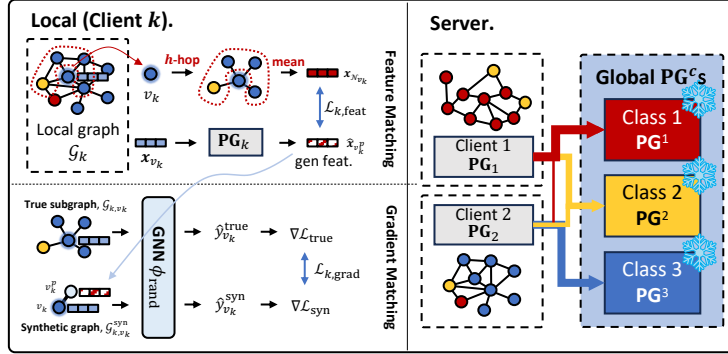 Local (Client k).
h-hop
mean
v_k
x_{N_{v_k}}
Feature Matching
L_{k,feat}
Local graph
G_k
x_{v_k}
PG_k
x̂_{v_k^p}
gen feat.
True subgraph, G_{k,v_k}
GNN ϕ_rand
ŷ_{v_k}^{true}
∇L_true
L_{k,grad}
Gradient Matching
v_k^p
v_k
ŷ_{v_k}^{syn}
∇L_syn
Synthetic graph, G_{k,v_k}^{syn}
Server.
Client 1
PG_1
Client 2
PG_2
Global PG^c s
Class 1
PG^1
Class 2
PG^2
Class 3
PG^3